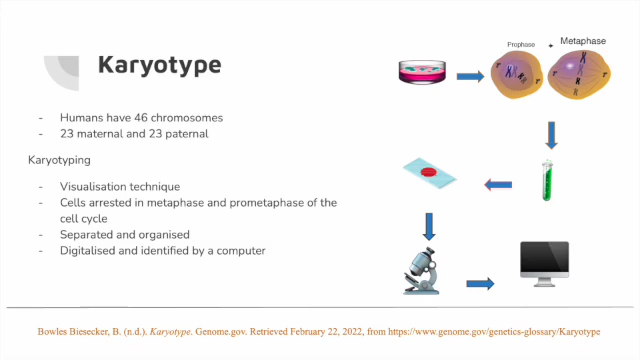 Karyotype
- Humans have 46 chromosomes
- 23 maternal and 23 paternal
Karyotyping
- Visualisation technique
- Cells arrested in metaphase and prometaphase of the
cell cycle
- Separated and organised
- Digitalised and identified by a computer
Prophase
Metaphase
Bowles Biesecker, B. (n.d.). Karyotype. Genome.gov. Retrieved February 22, 2022, from https://www.genome.gov/genetics-glossary/Karyotype